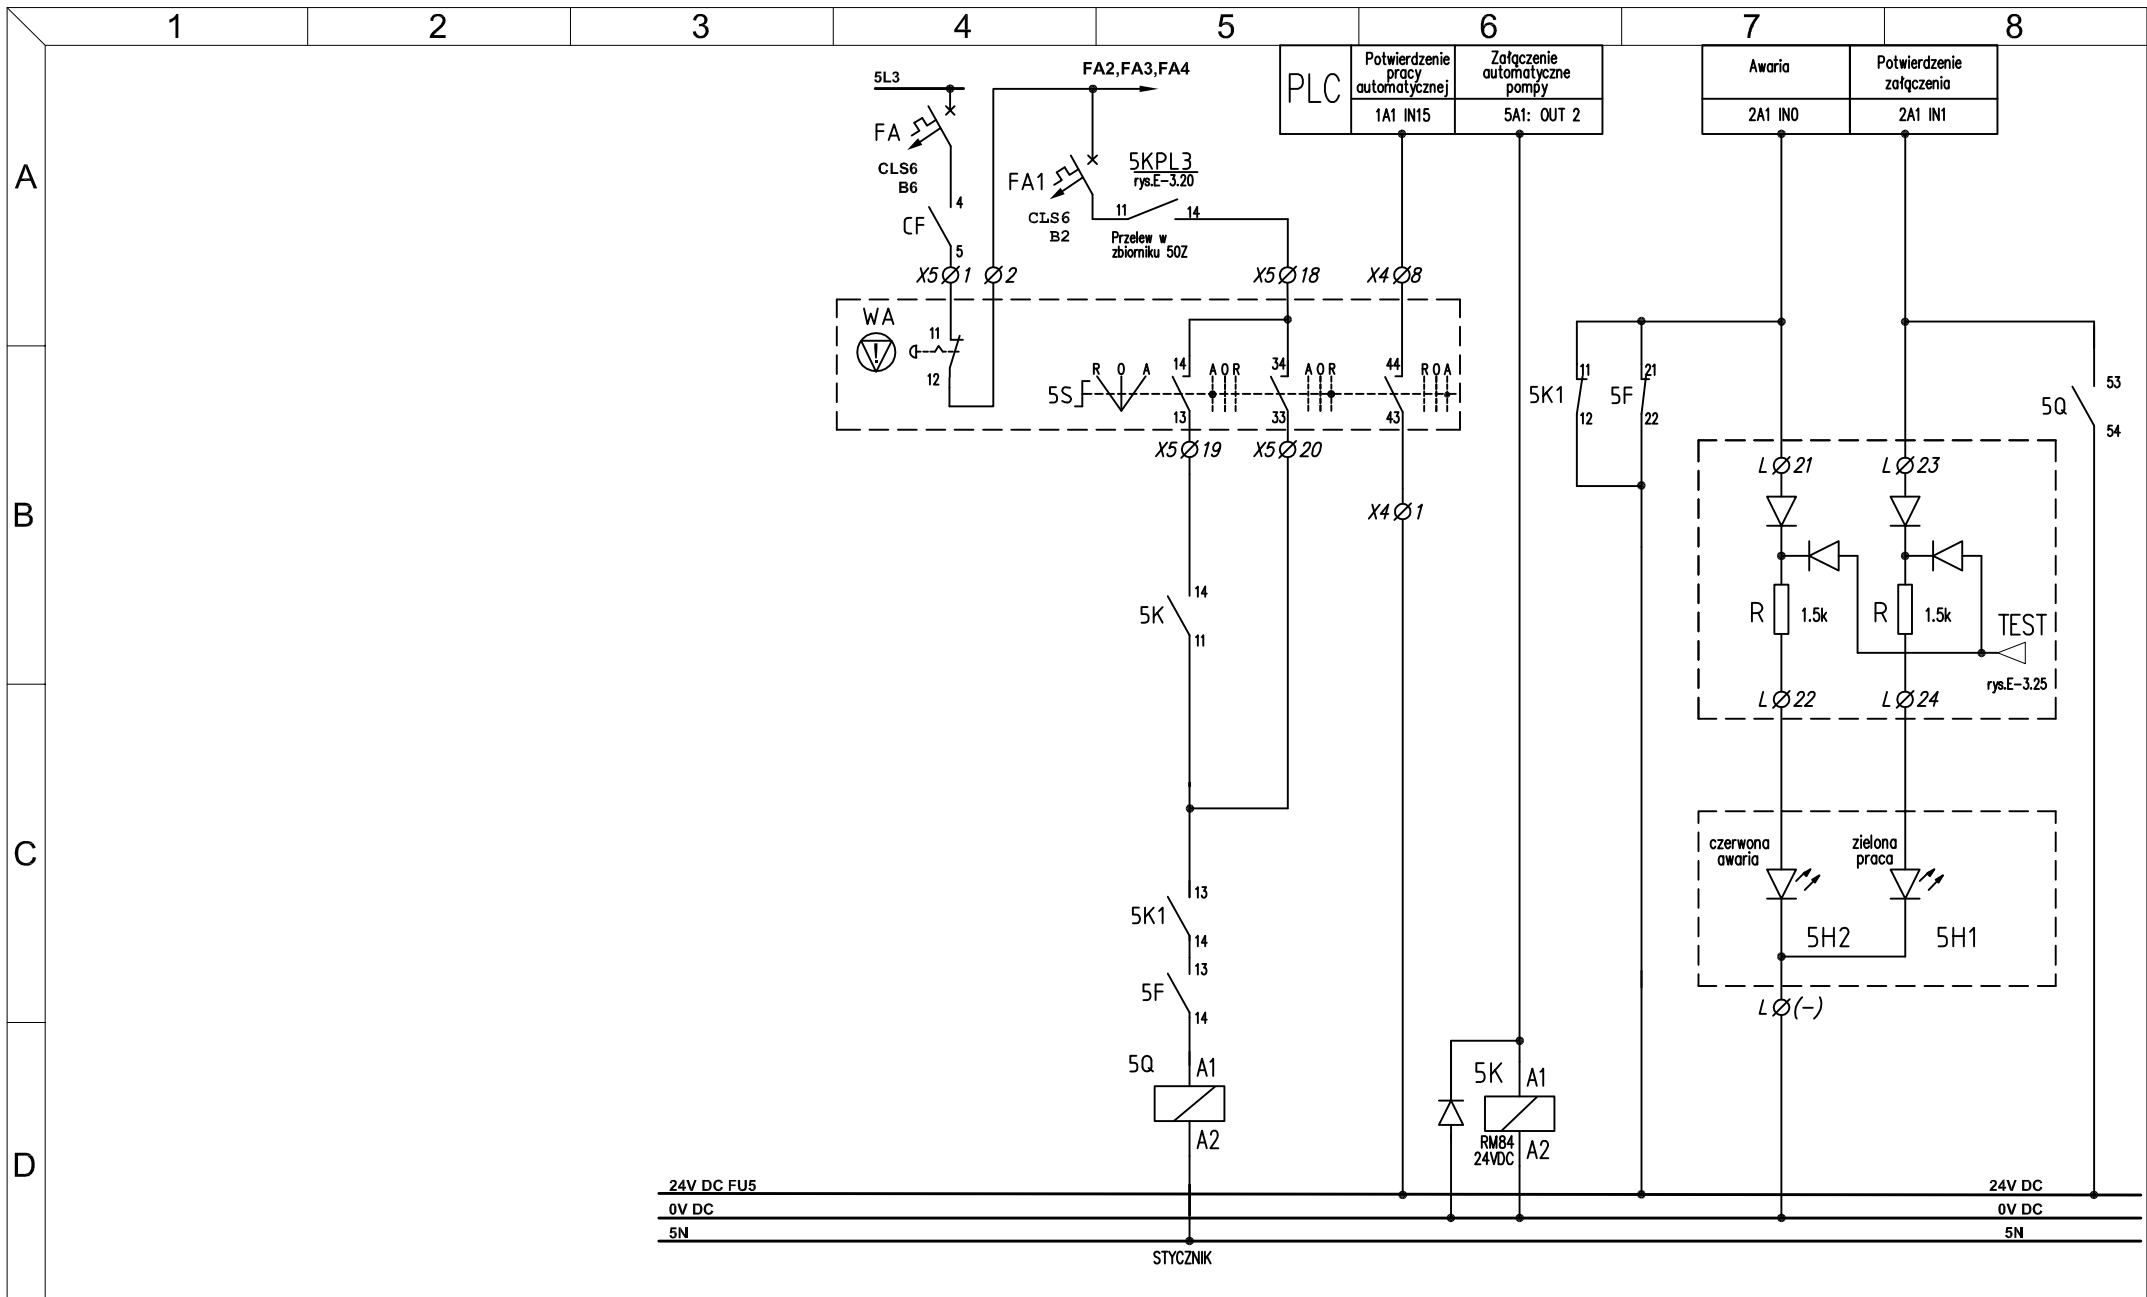 1 2 3 4 5 6 7 8
A
B
C
D
5L3
FA2,FA3,FA4
FA
CLS6
B6
4
CF
5
X5 1
2
FA1
CLS6
B2
5KPL3
rys.E-3.20
11 14
Przelew w
zbiorniku 50Z
X5 18
X4 8
PLC
Potwierdzenie
pracy
automatycznej
1A1 IN15
Załączenie
automatyczne
pompy
5A1: OUT 2
Awaria
2A1 IN0
Potwierdzenie
załączenia
2A1 IN1
WA
11
12
5S
R O A
14
13
A O R
34
33
A O R
44
43
R O A
X5 19
X5 20
X4 1
5K1
11
12
5F
21
22
5Q
53
54
L 21
L 23
R 1.5k
R 1.5k
TEST
rys.E-3.25
L 22
L 24
5K
14
11
czerwona
awaria
zielona
praca
5H2
5H1
L (-)
5K1
13
14
5F
13
14
5Q
A1
A2
5K
A1
RM84
24VDC
A2
24V DC FU5
24V DC
0V DC
0V DC
5N
5N
STYCZNIK